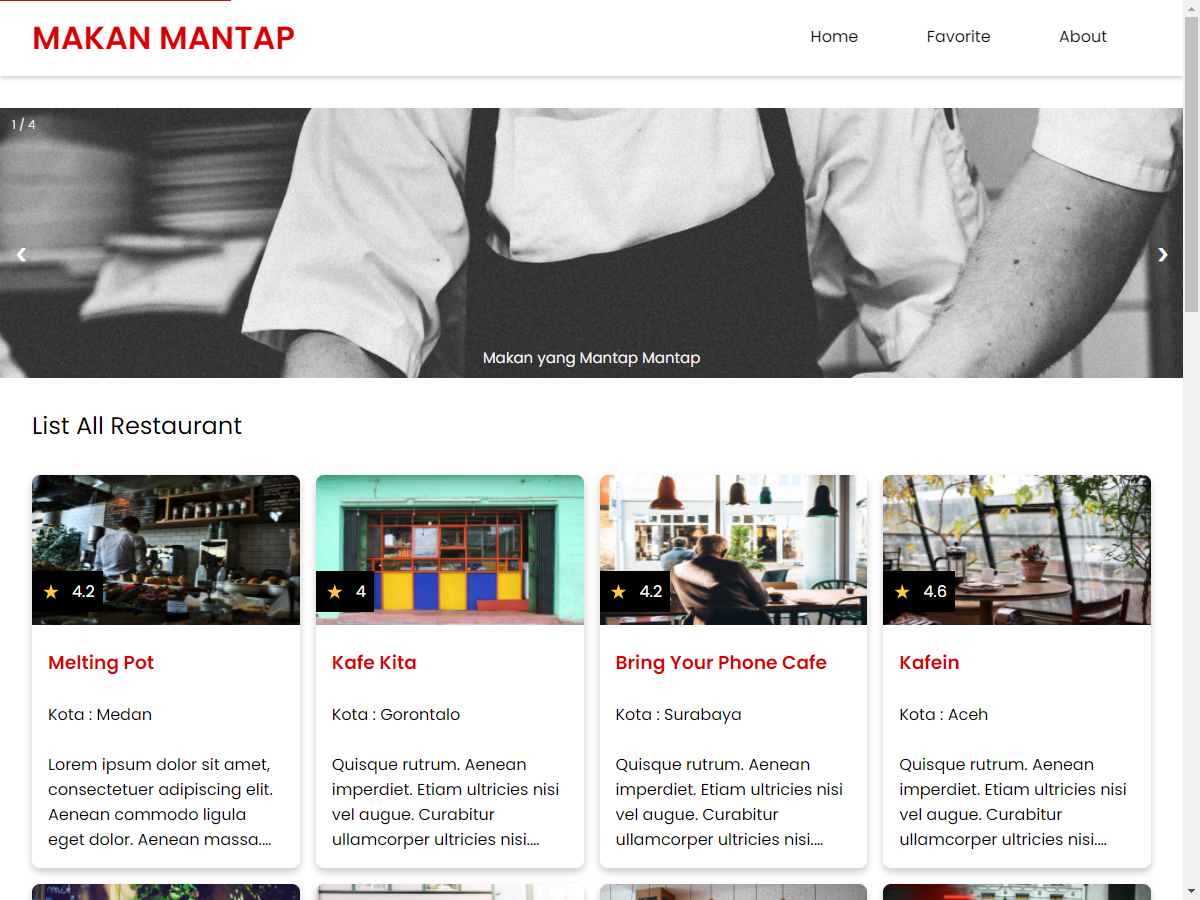 MAKAN MANTAP
Home
Favorite
About
1 / 4
❮
❯
Makan yang Mantap Mantap
List All Restaurant
★ 4.2
★ 4
★ 4.2
★ 4.6
Melting Pot
Kota : Medan
Lorem ipsum dolor sit amet,
consectetuer adipiscing elit.
Aenean commodo ligula
eget dolor. Aenean massa....
Kafe Kita
Kota : Gorontalo
Quisque rutrum. Aenean
imperdiet. Etiam ultricies nisi
vel augue. Curabitur
ullamcorper ultricies nisi....
Bring Your Phone Cafe
Kota : Surabaya
Quisque rutrum. Aenean
imperdiet. Etiam ultricies nisi
vel augue. Curabitur
ullamcorper ultricies nisi....
Kafein
Kota : Aceh
Quisque rutrum. Aenean
imperdiet. Etiam ultricies nisi
vel augue. Curabitur
ullamcorper ultricies nisi....